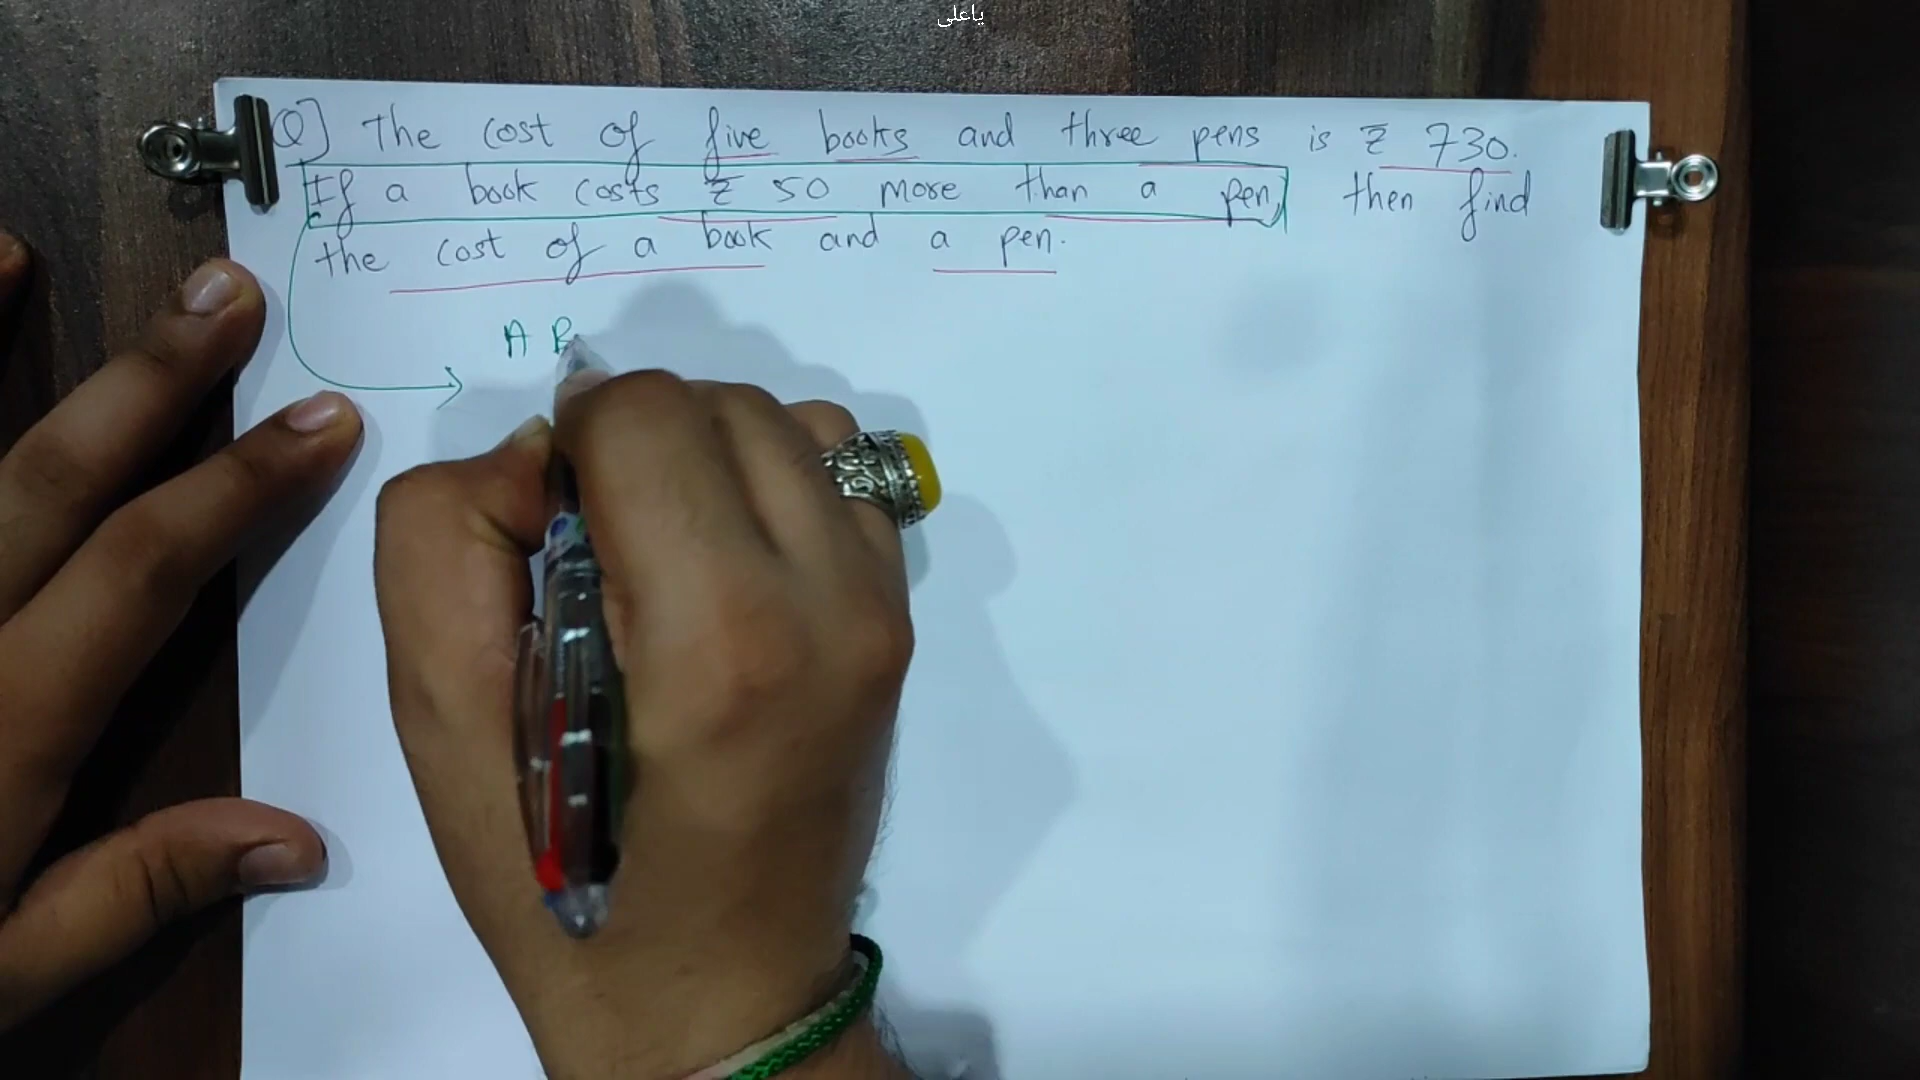 ياعلى
Q] The cost of five books and three pens is ₹ 730.
If a book costs ₹ 50 more than a pen, then find
the cost of a book and a pen.
A B